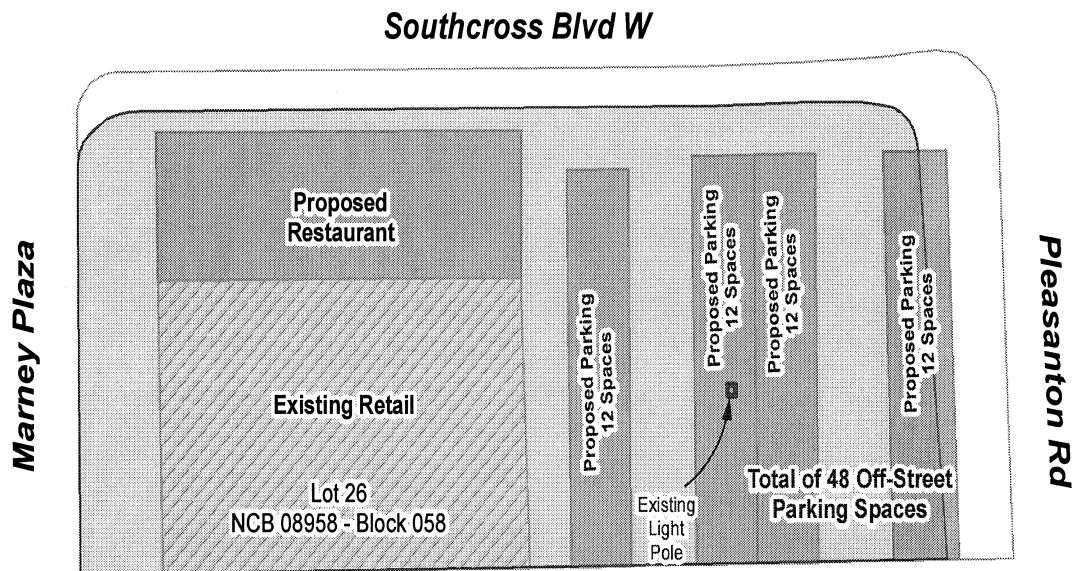 Southcross Blvd W
Marney Plaza
Proposed
Restaurant
Existing Retail
Lot 26
NCB 08958 - Block 058
Proposed Parking
12 Spaces
Proposed Parking
12 Spaces
Proposed Parking
12 Spaces
Proposed Parking
12 Spaces
Existing
Light
Pole
Total of 48 Off-Street
Parking Spaces
Pleasanton Rd